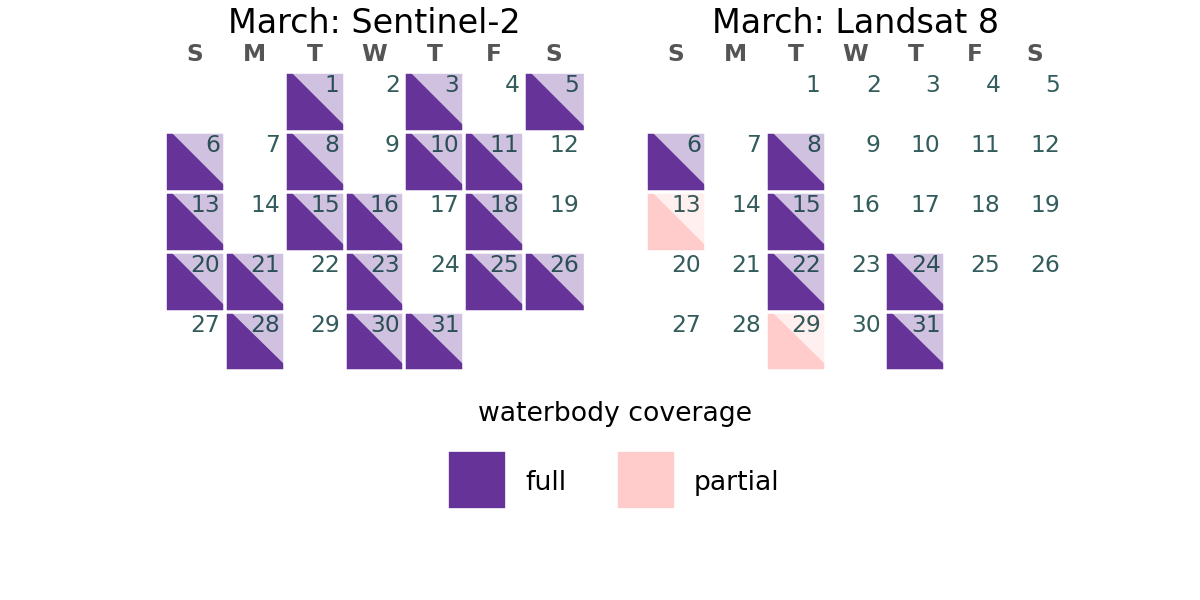 March: Sentinel-2
S M T W T F S
1 2 3 4 5
6 7 8 9 10 11 12
13 14 15 16 17 18 19
20 21 22 23 24 25 26
27 28 29 30 31
March: Landsat 8
S M T W T F S
1 2 3 4 5
6 7 8 9 10 11 12
13 14 15 16 17 18 19
20 21 22 23 24 25 26
27 28 29 30 31
waterbody coverage
full
partial